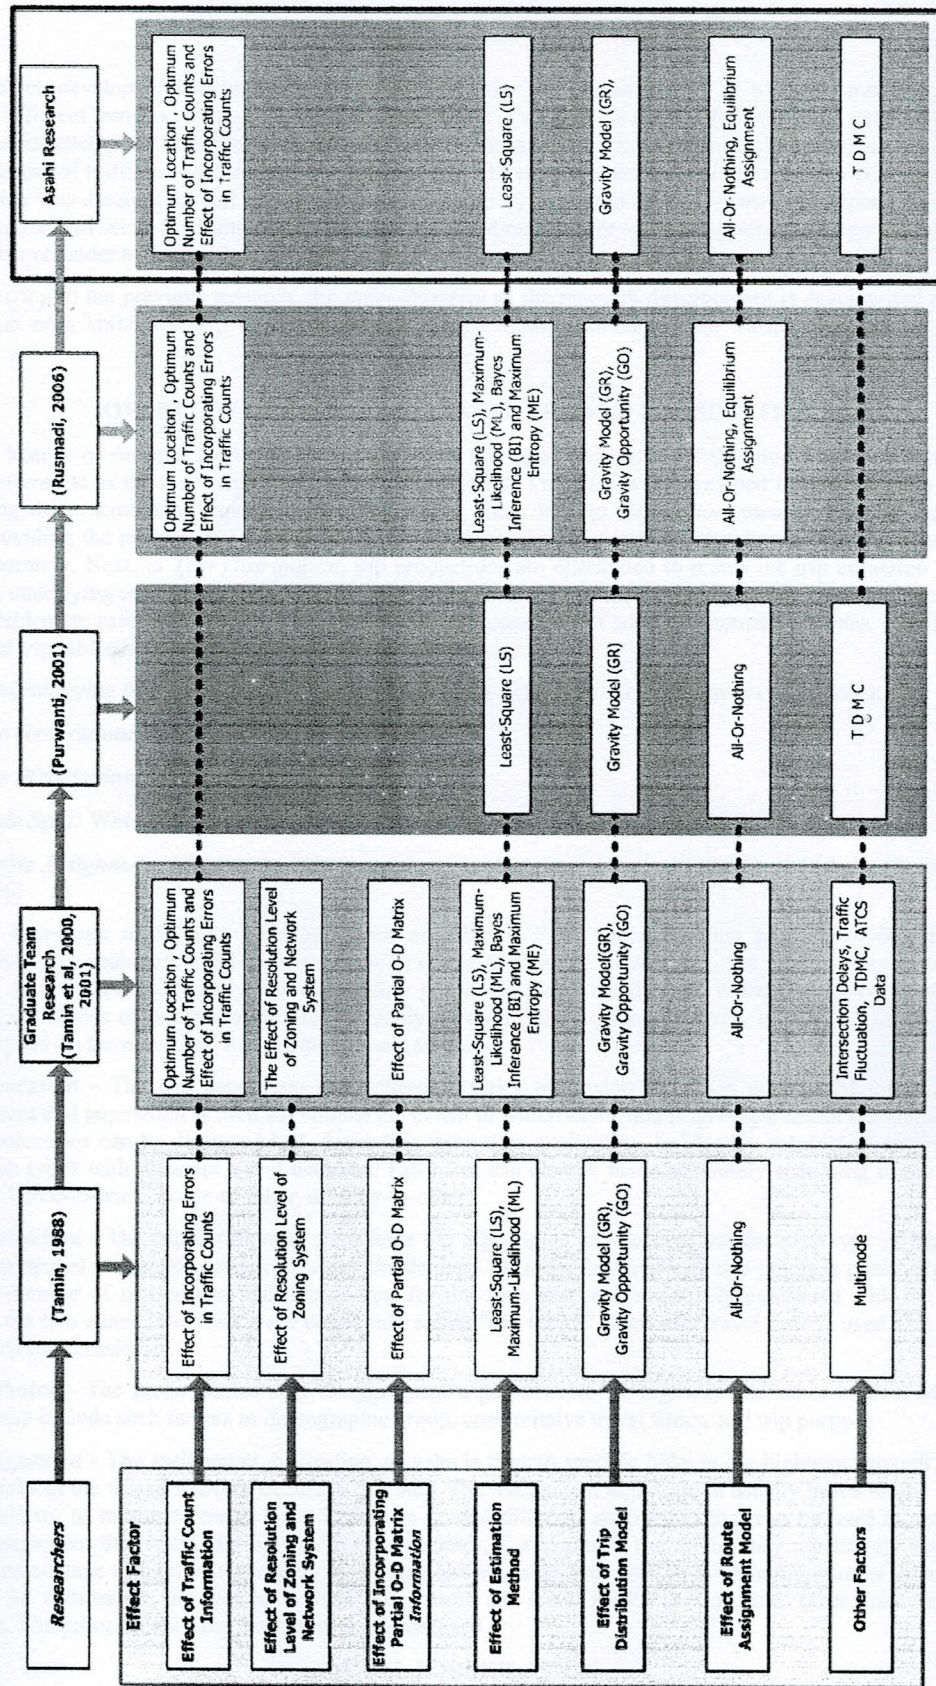 Researchers
(Tamin, 1988)
Graduate Team
Research
(Tamin et al, 2000,
2001)
(Purwanti, 2001)
(Rusmadi, 2006)
Asahi Research
Effect Factor
Effect of Traffic Count
Information
Effect of Incorporating Errors
in Traffic Counts
Optimum Location , Optimum
Number of Traffic Counts and
Effect of Incorporating Errors
in Traffic Counts
Optimum Location , Optimum
Number of Traffic Counts and
Effect of Incorporating Errors
in Traffic Counts
Optimum Location , Optimum
Number of Traffic Counts and
Effect of Incorporating Errors
in Traffic Counts
Effect of Resolution
Level of Zoning and
Network System
Effect of Resolution Level of
Zoning System
The Effect of Resolution Level
of Zoning and Network
System
Effect of Incorporating
Partial O-D Matrix
Information
Effect of Partial O-D Matrix
Effect of Partial O-D Matrix
Effect of Estimation
Method
Least-Square (LS),
Maximum-Likelihood (ML)
Least-Square (LS), Maximum-
Likelihood (ML), Bayes
Inference (BI) and Maximum
Entropy (ME)
Least-Square (LS)
Least-Square (LS), Maximum-
Likelihood (ML), Bayes
Inference (BI) and Maximum
Entropy (ME)
Least-Square (LS)
Effect of Trip
Distribution Model
Gravity Model (GR),
Gravity Opportunity (GO)
Gravity Model(GR),
Gravity Opportunity (GO)
Gravity Model (GR)
Gravity Model (GR),
Gravity Opportunity (GO)
Gravity Model (GR),
Effect of Route
Assignment Model
All-Or-Nothing
All-Or-Nothing
All-Or-Nothing
All-Or-Nothing, Equilibrium
Assignment
All-Or-Nothing, Equilibrium
Assignment
Other Factors
Multimode
Intersection Delays, Traffic
Fluctuation, TDMC, ATCS
Data
T D M C
T D M C